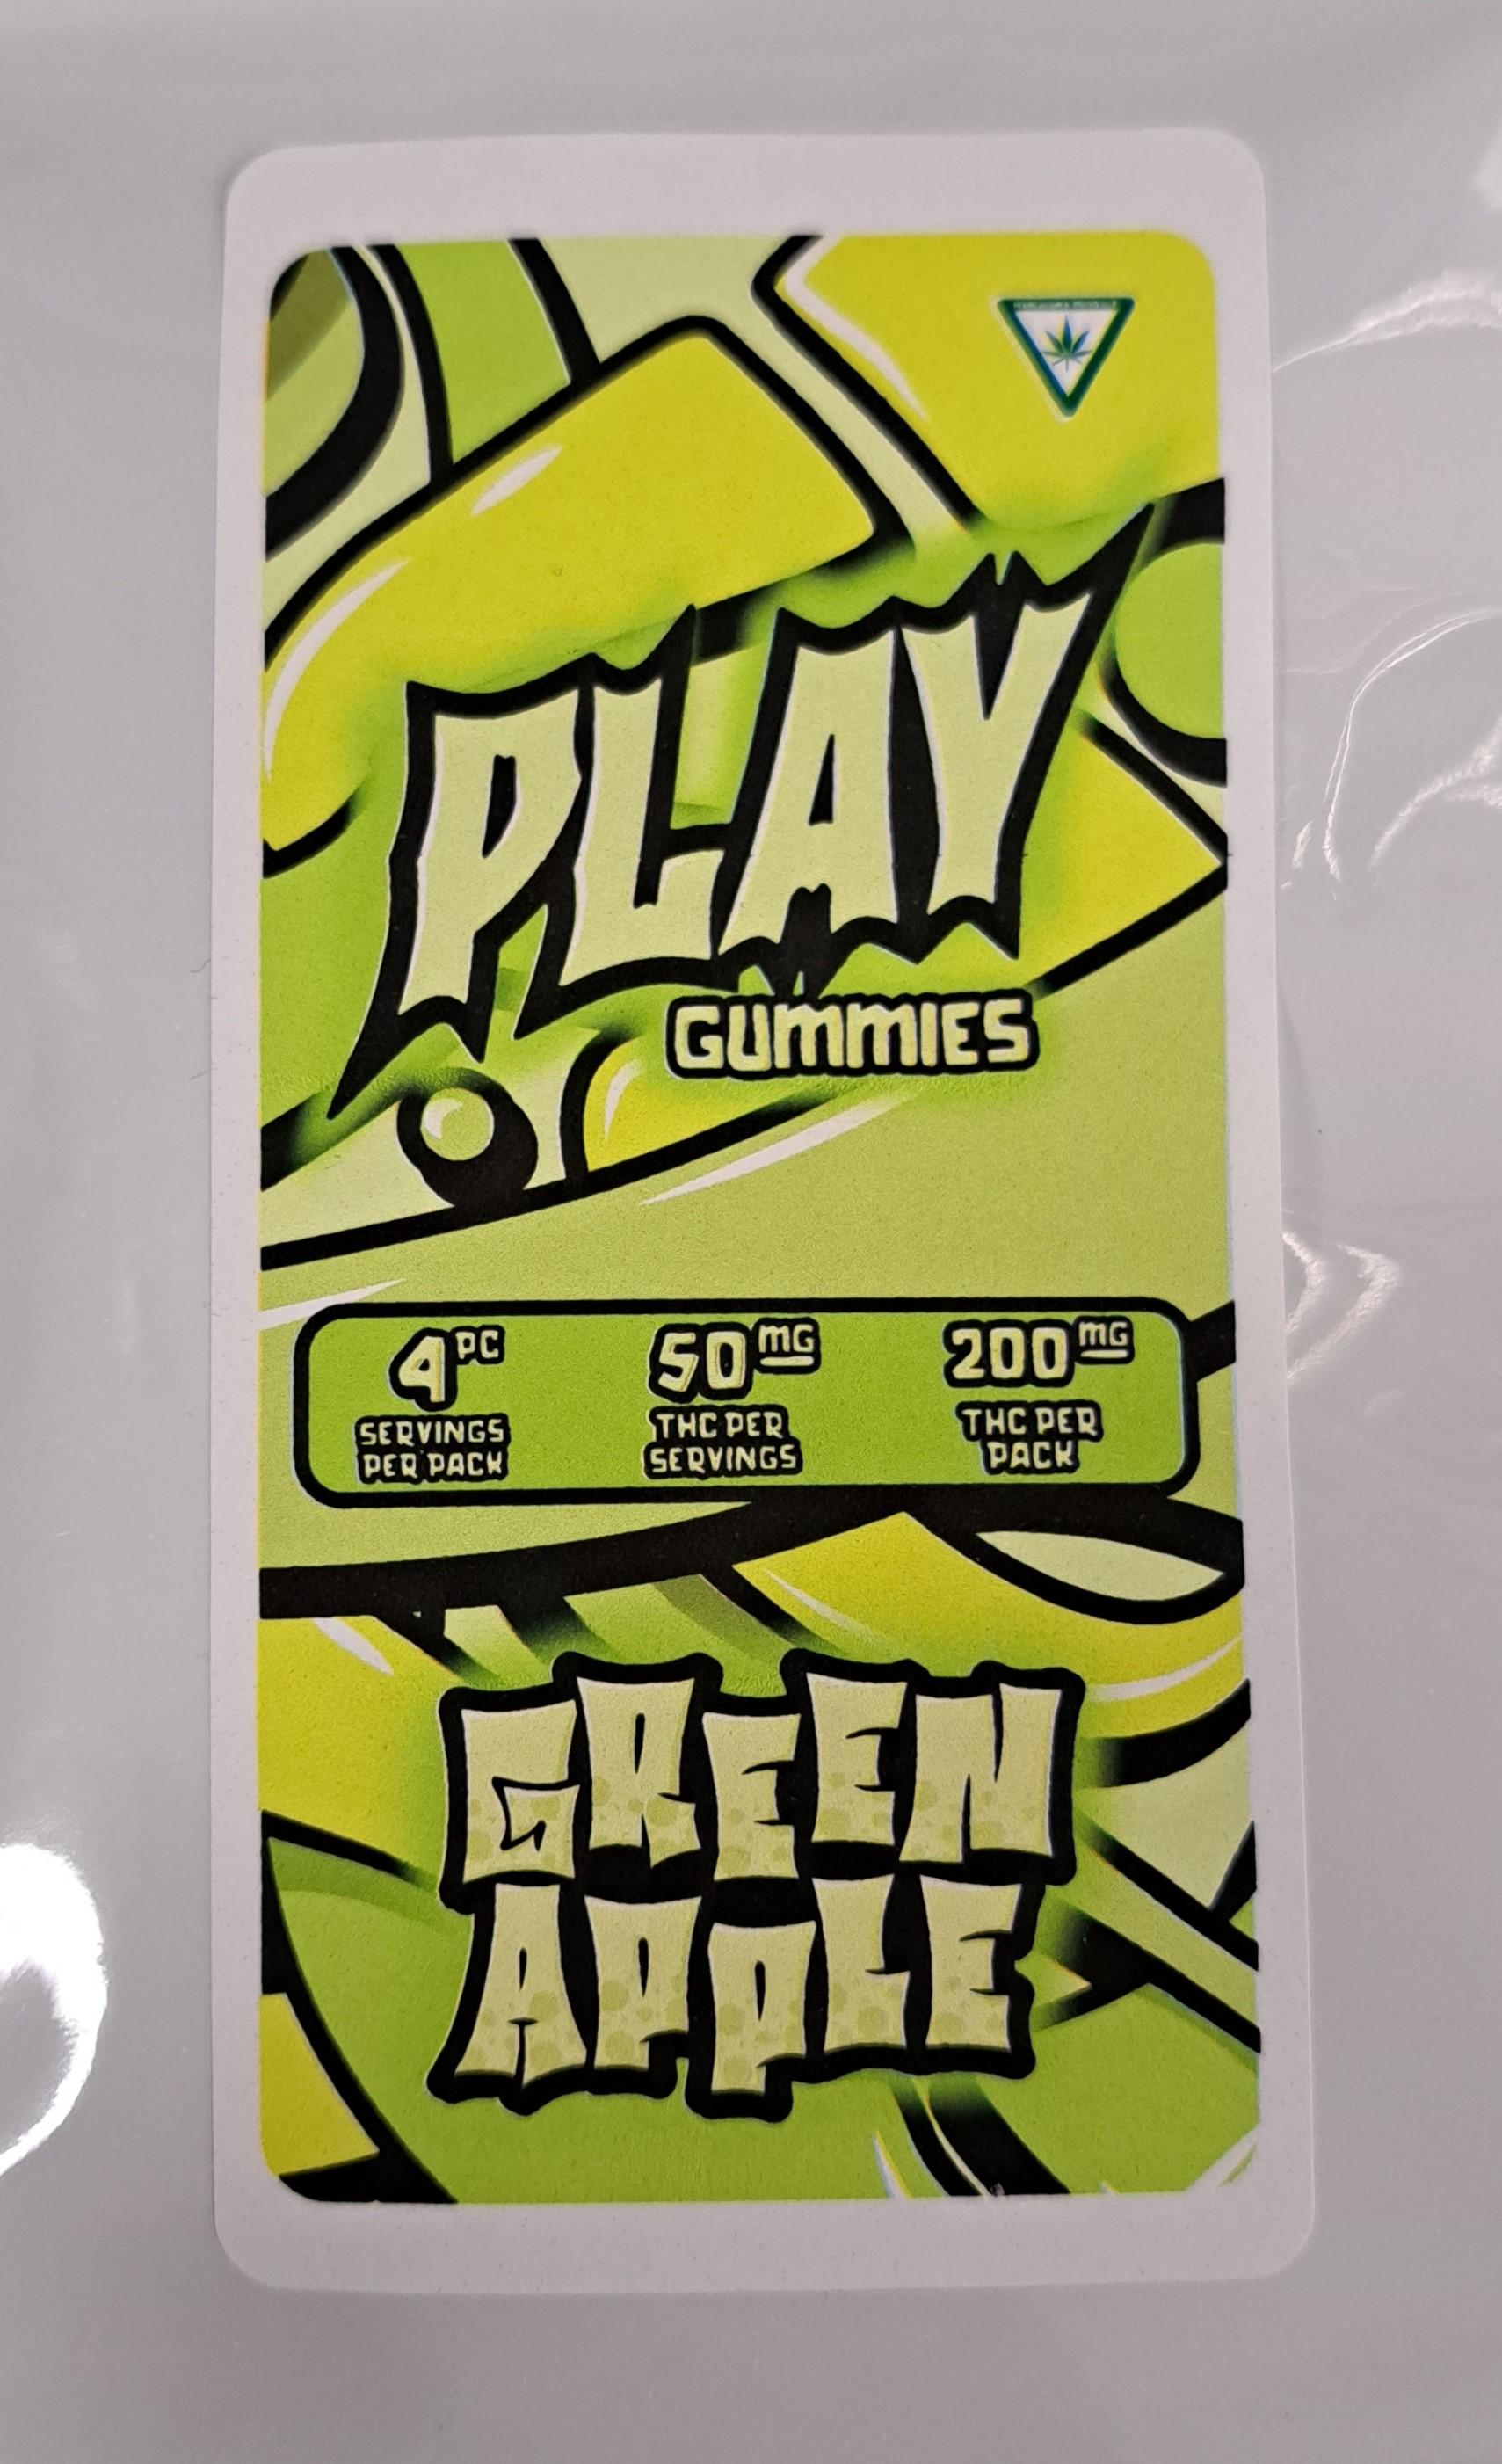 PLAY
GUMMIES
4PC
SERVINGS
PER PACK
50mg
THC PER
SERVINGS
200mg
THC PER
PACK
GREEN
APPLE